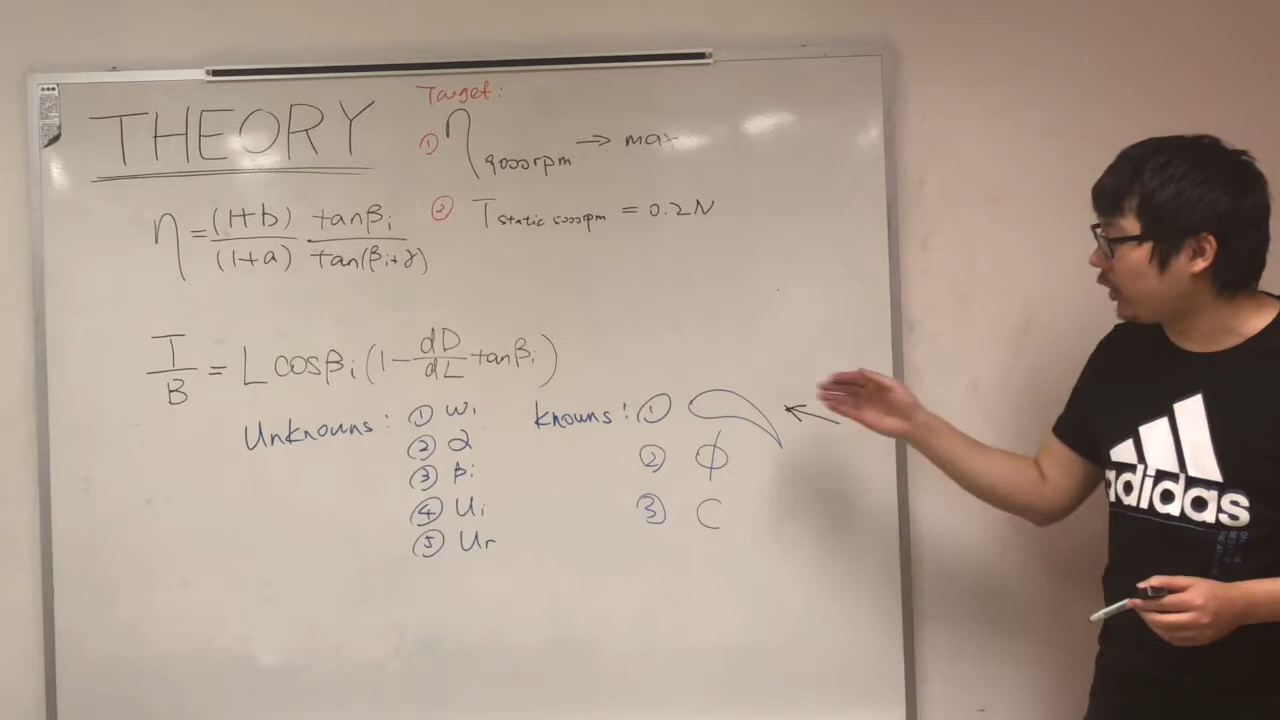 THEORY
Target:
① η 9000rpm → max
② T static 5000rpm = 0.2N
η = (1+b)/(1+a) tanβi/tan(βi+γ)
T/B = L cosβi (1 - dD/dL tanβi)
Unknowns: ① wi
② α
③ βi
④ Ui
⑤ Ur
Knowns: ①
② ϕ
③ C
adidas